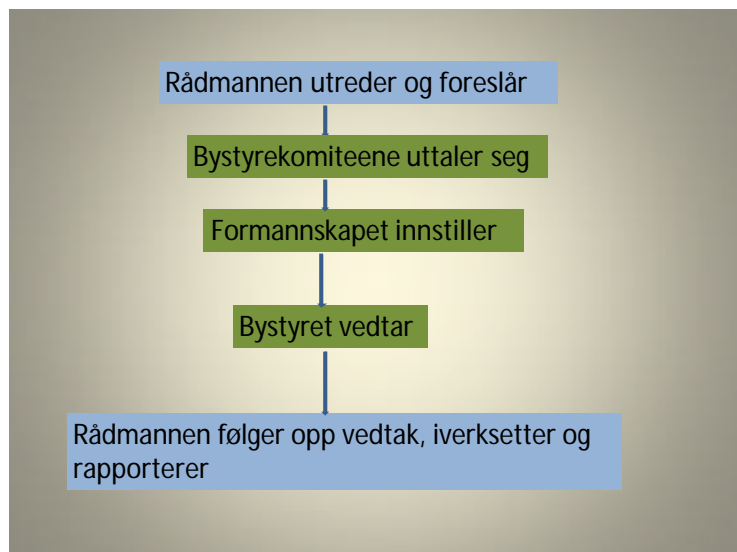 Rådmannen utreder og foreslår
Bystyrekomiteene uttaler seg
Formannskapet innstiller
Bystyret vedtar
Rådmannen følger opp vedtak, iverksetter og
rapporterer